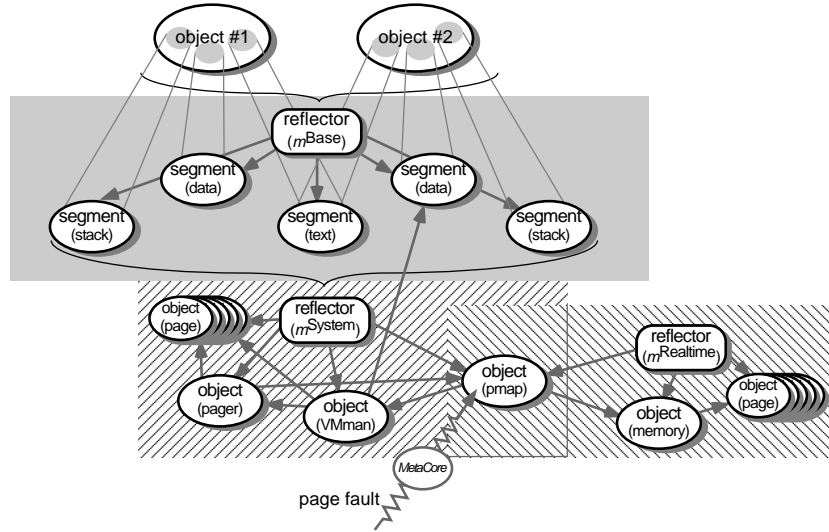 object #1
object #2
reflector
(mBase)
segment
(data)
segment
(data)
segment
(stack)
segment
(text)
segment
(stack)
object
(page)
reflector
(mSystem)
reflector
(mRealtime)
object
(pmap)
object
(page)
object
(pager)
object
(VMman)
object
(memory)
MetaCore
page fault